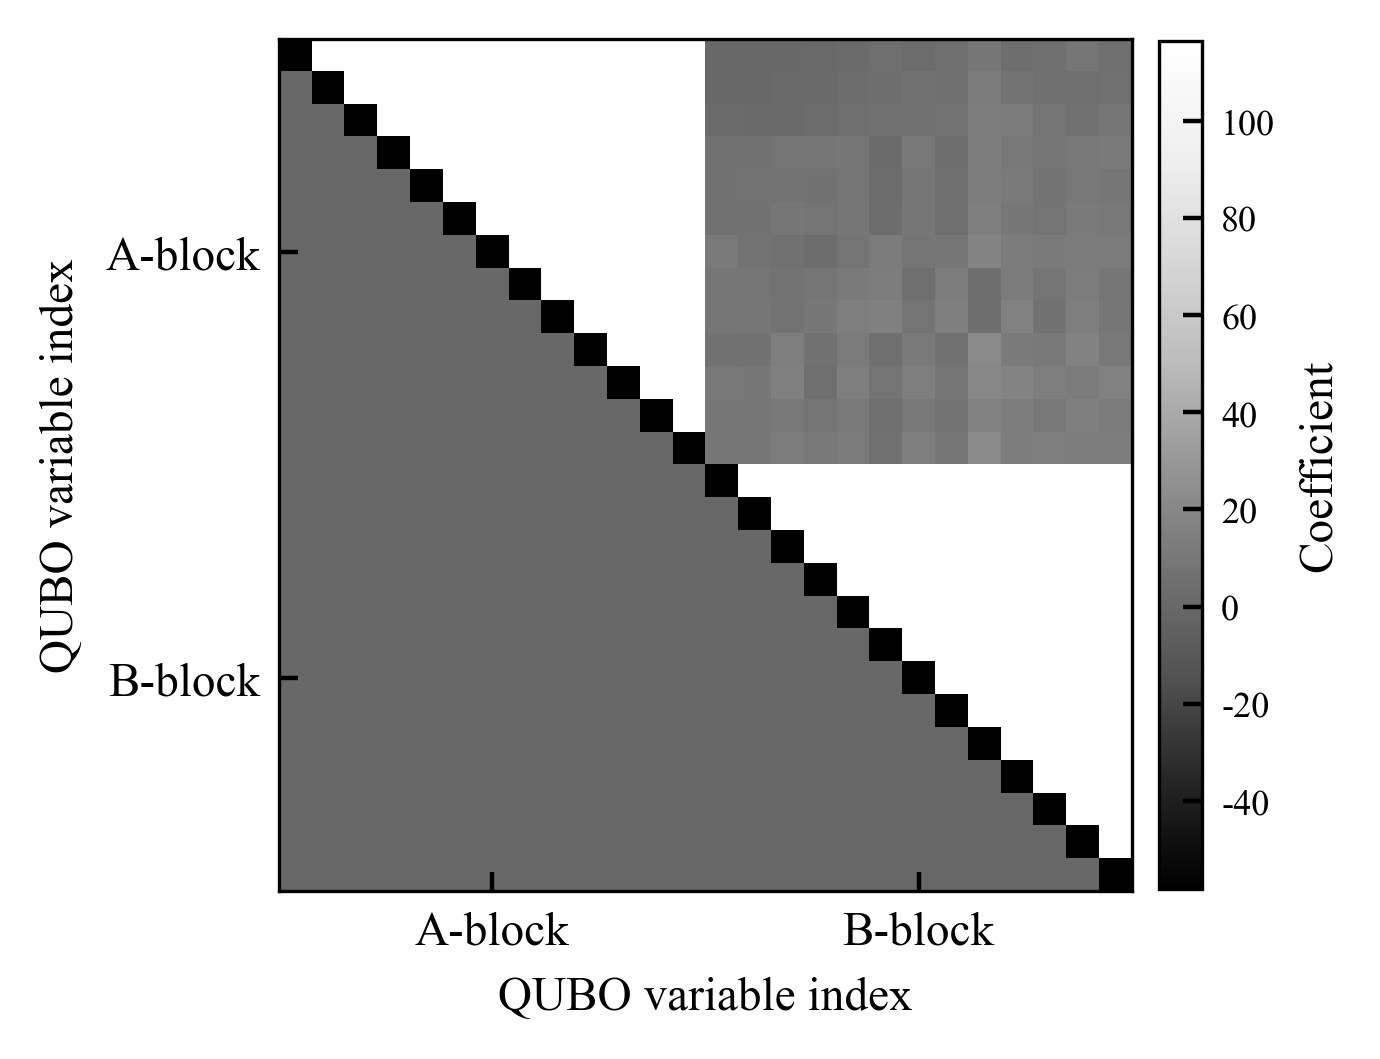 QUBO variable index
A-block
B-block
A-block
B-block
QUBO variable index
100
80
60
40
20
0
-20
-40
Coefficient